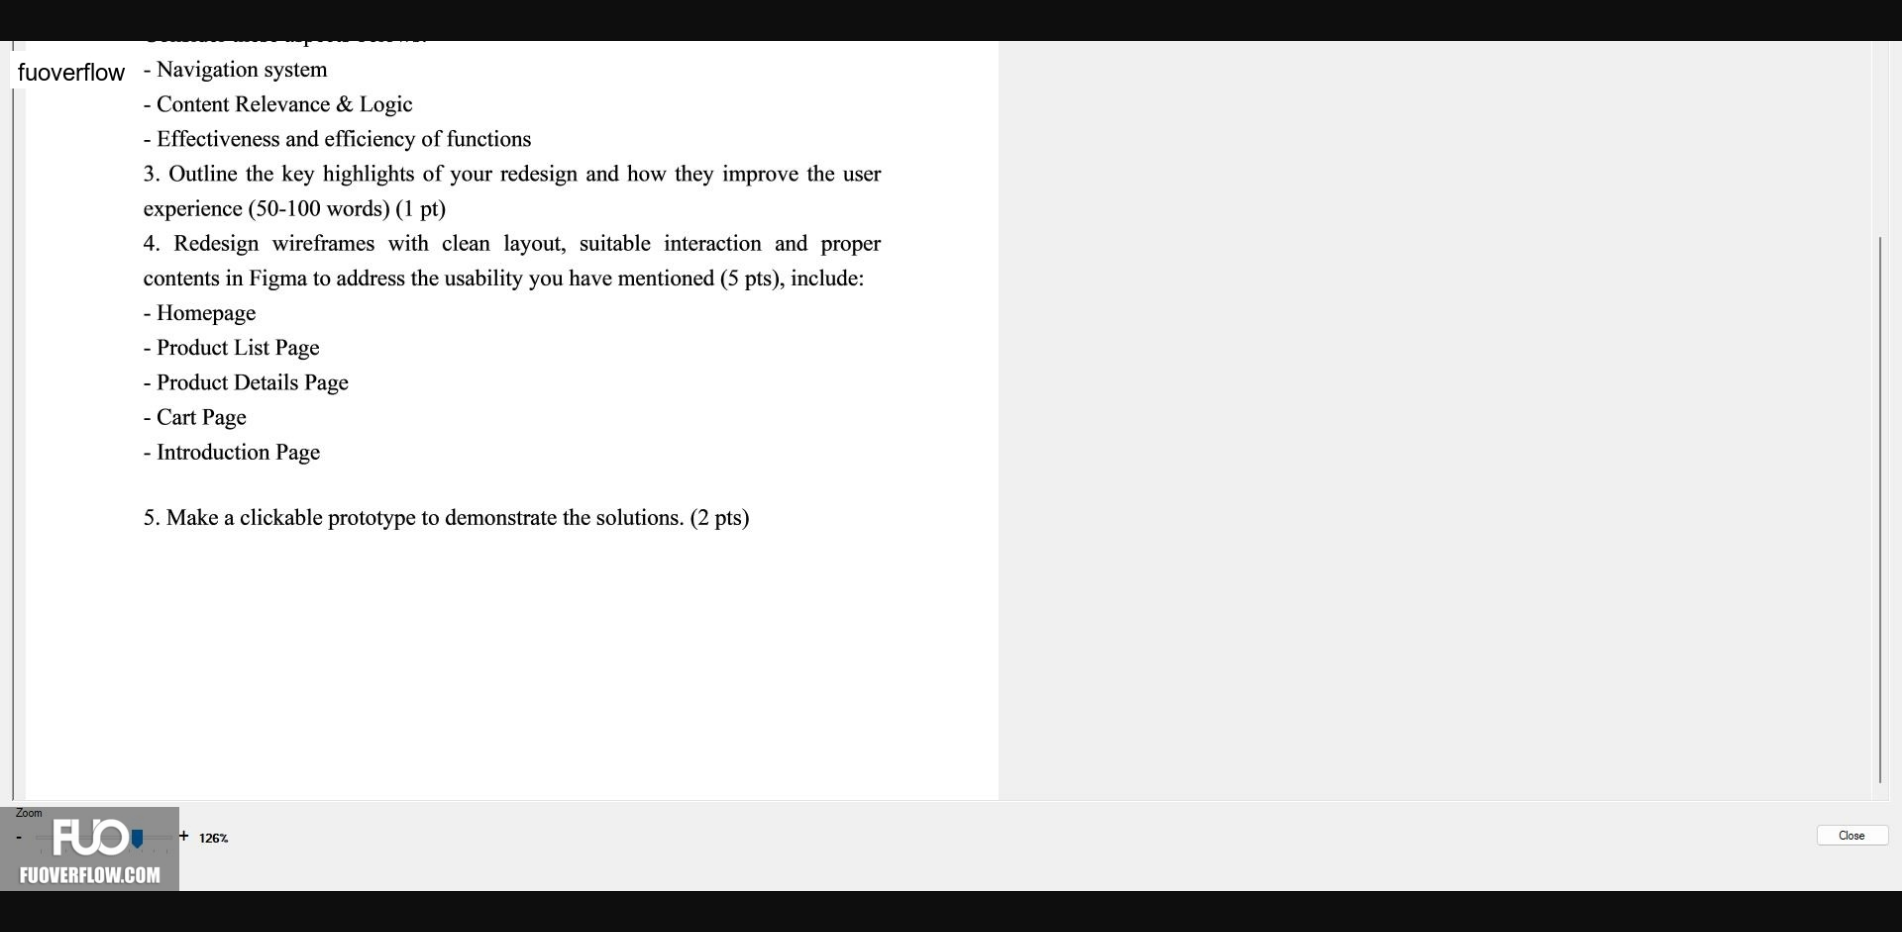 fuoverflow
- Navigation system
- Content Relevance & Logic
- Effectiveness and efficiency of functions
3. Outline the key highlights of your redesign and how they improve the user
experience (50-100 words) (1 pt)
4. Redesign wireframes with clean layout, suitable interaction and proper
contents in Figma to address the usability you have mentioned (5 pts), include:
- Homepage
- Product List Page
- Product Details Page
- Cart Page
- Introduction Page
5. Make a clickable prototype to demonstrate the solutions. (2 pts)
Zoom
- + 126%
FUO
FUOVERFLOW.COM
Close